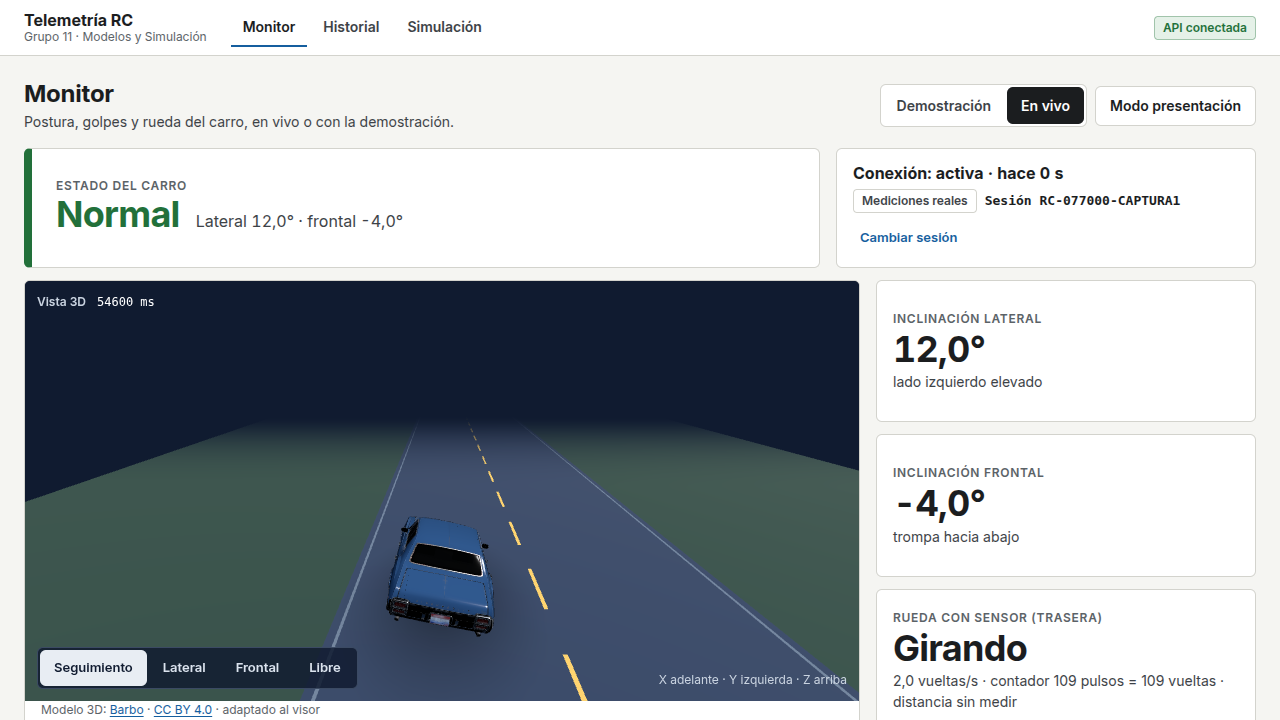 Telemetría RC
Grupo 11 · Modelos y Simulación
Monitor
Historial
Simulación
API conectada
Monitor
Postura, golpes y rueda del carro, en vivo o con la demostración.
Demostración
En vivo
Modo presentación
ESTADO DEL CARRO
Normal Lateral 12,0° · frontal -4,0°
Conexión: activa · hace 0 s
Mediciones reales Sesión RC-077000-CAPTURA1
Cambiar sesión
Vista 3D 54600 ms
Seguimiento
Lateral
Frontal
Libre
X adelante · Y izquierda · Z arriba
Modelo 3D: Barbo · CC BY 4.0 · adaptado al visor
INCLINACIÓN LATERAL
12,0°
lado izquierdo elevado
INCLINACIÓN FRONTAL
-4,0°
trompa hacia abajo
RUEDA CON SENSOR (TRASERA)
Girando
2,0 vueltas/s · contador 109 pulsos = 109 vueltas ·
distancia sin medir